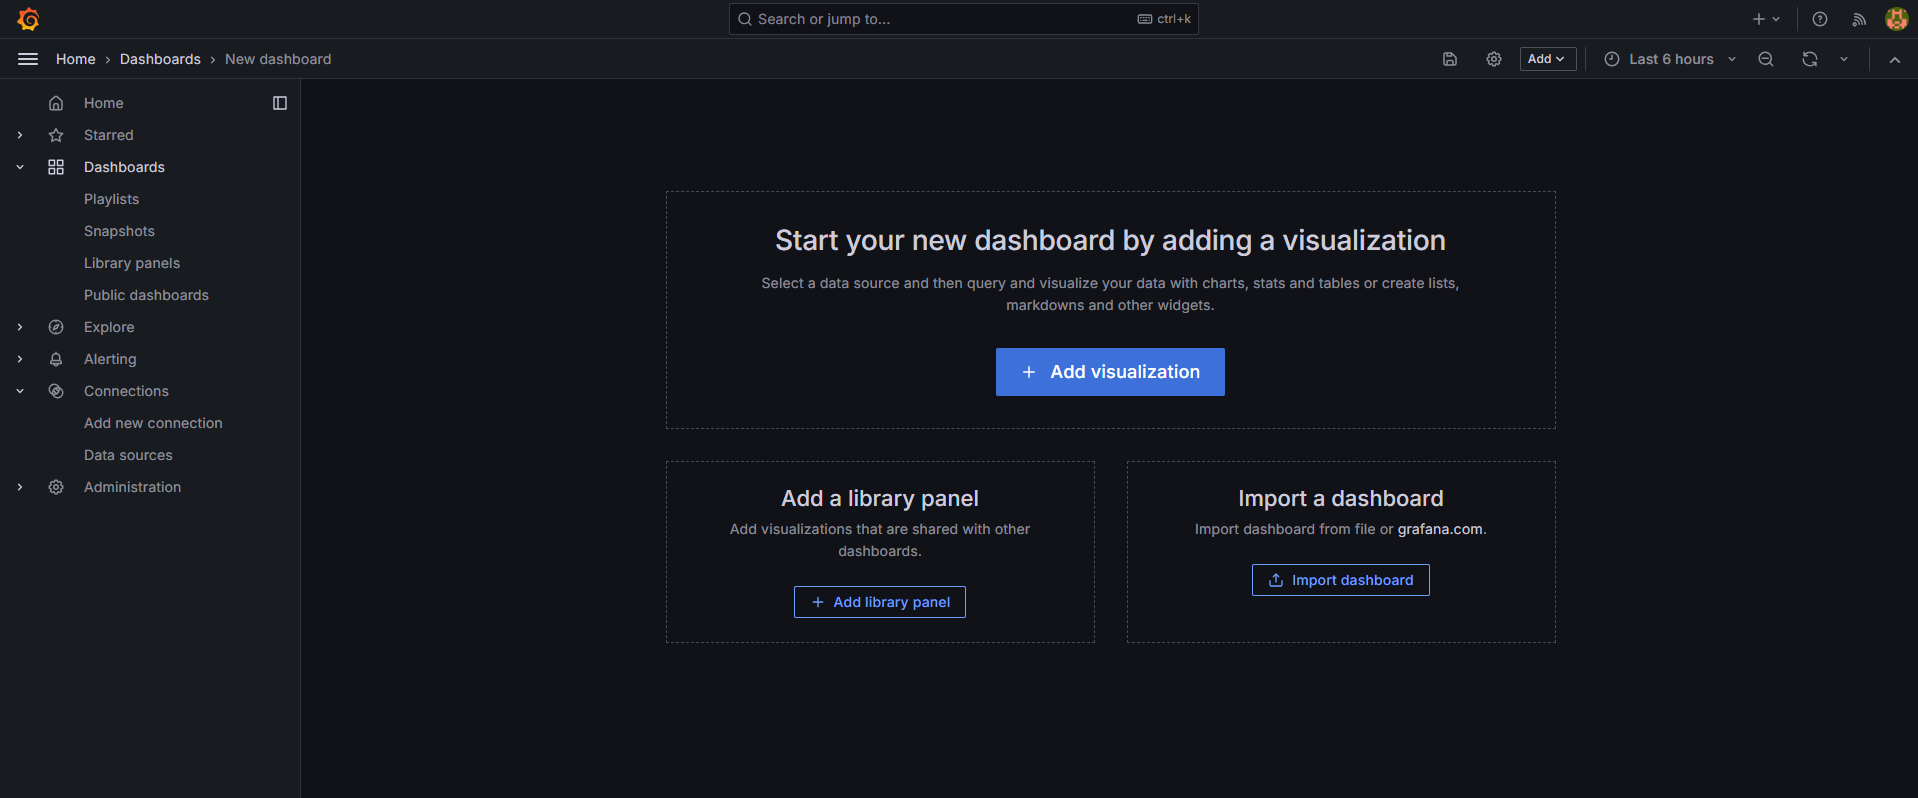 Search or jump to...
ctrl+k
Home > Dashboards > New dashboard
Add
Last 6 hours
Home
Starred
Dashboards
Playlists
Snapshots
Library panels
Public dashboards
Explore
Alerting
Connections
Add new connection
Data sources
Administration
Start your new dashboard by adding a visualization
Select a data source and then query and visualize your data with charts, stats and tables or create lists,
markdowns and other widgets.
+ Add visualization
Add a library panel
Add visualizations that are shared with other
dashboards.
+ Add library panel
Import a dashboard
Import dashboard from file or grafana.com.
Import dashboard